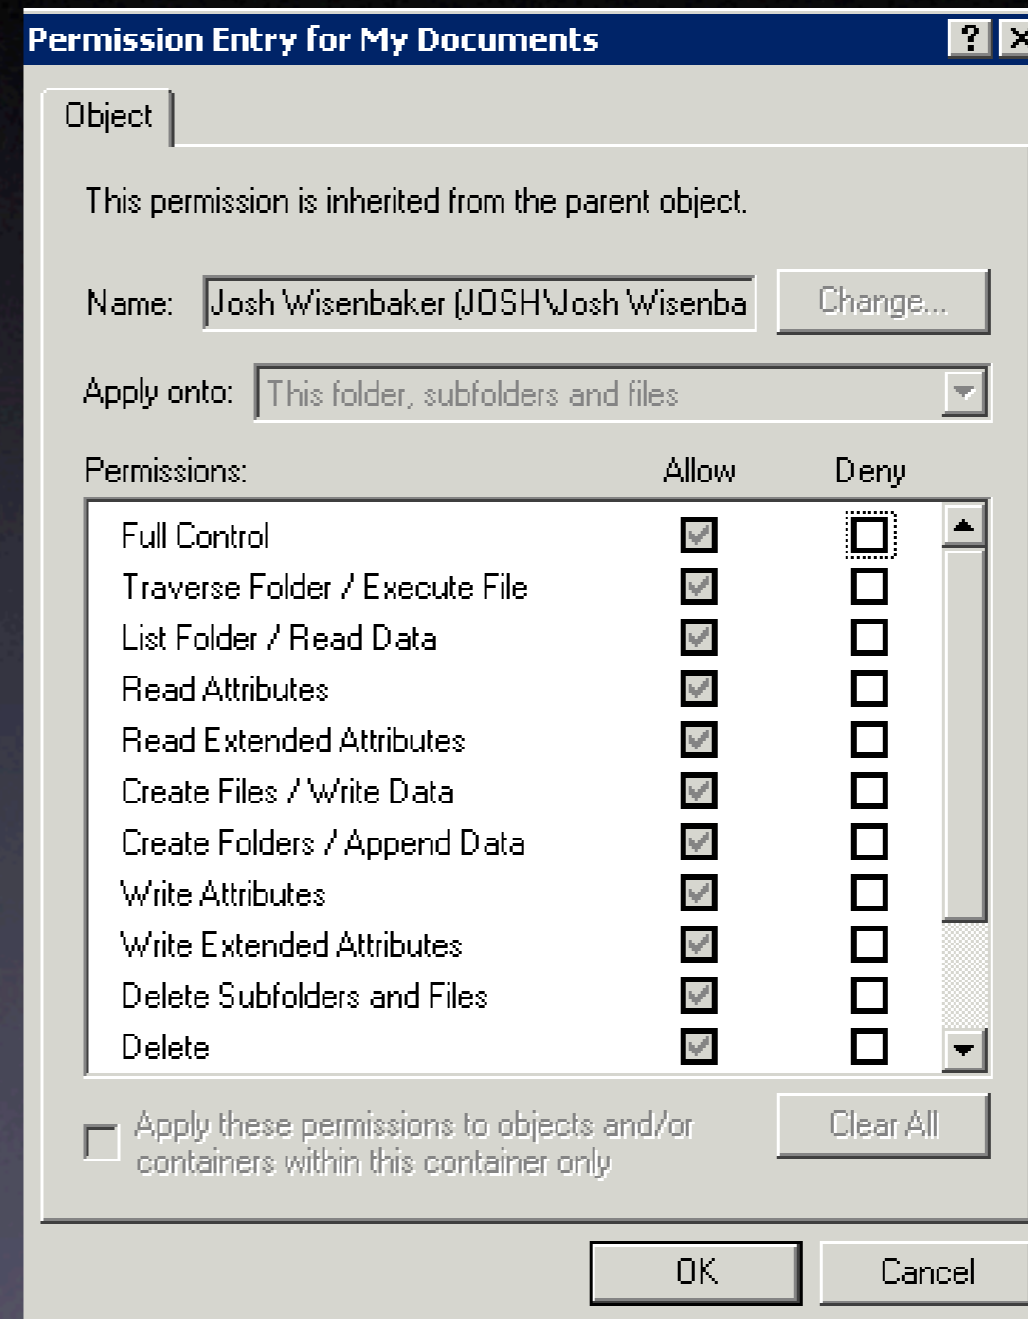 Permission Entry for My Documents
Object
This permission is inherited from the parent object.
Name: Josh Wisenbaker (JOSH\Josh Wisenba Change...
Apply onto: This folder, subfolders and files
Permissions: Allow Deny
Full Control
Traverse Folder / Execute File
List Folder / Read Data
Read Attributes
Read Extended Attributes
Create Files / Write Data
Create Folders / Append Data
Write Attributes
Write Extended Attributes
Delete Subfolders and Files
Delete
Apply these permissions to objects and/or
containers within this container only
Clear All
OK Cancel